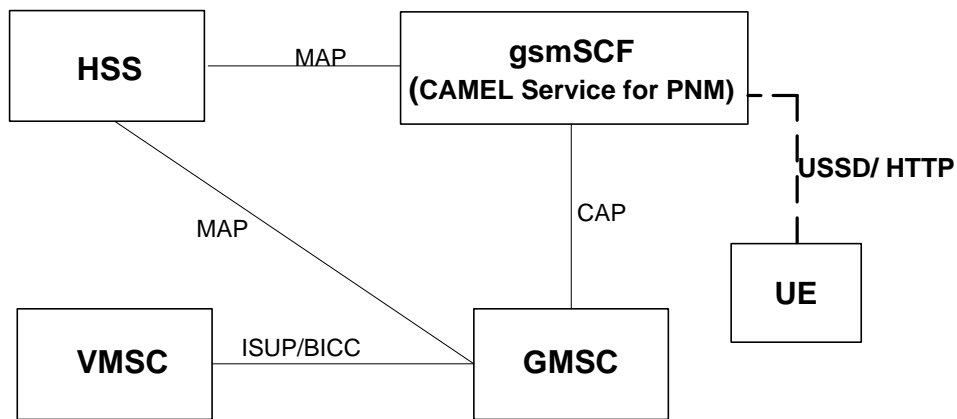 HSS
MAP
gsmSCF
(CAMEL Service for PNM)
USSD/ HTTP
MAP
CAP
UE
VMSC
ISUP/BICC
GMSC